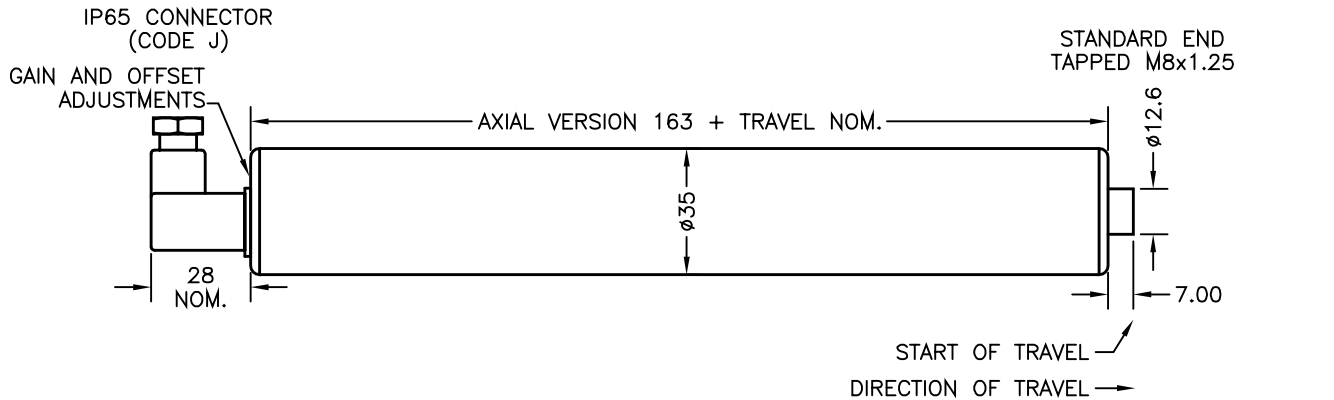 IP65 CONNECTOR
(CODE J)
GAIN AND OFFSET
ADJUSTMENTS
STANDARD END
TAPPED M8x1.25
AXIAL VERSION 163 + TRAVEL NOM.
ø12.6
ø35
28
NOM.
7.00
START OF TRAVEL
DIRECTION OF TRAVEL